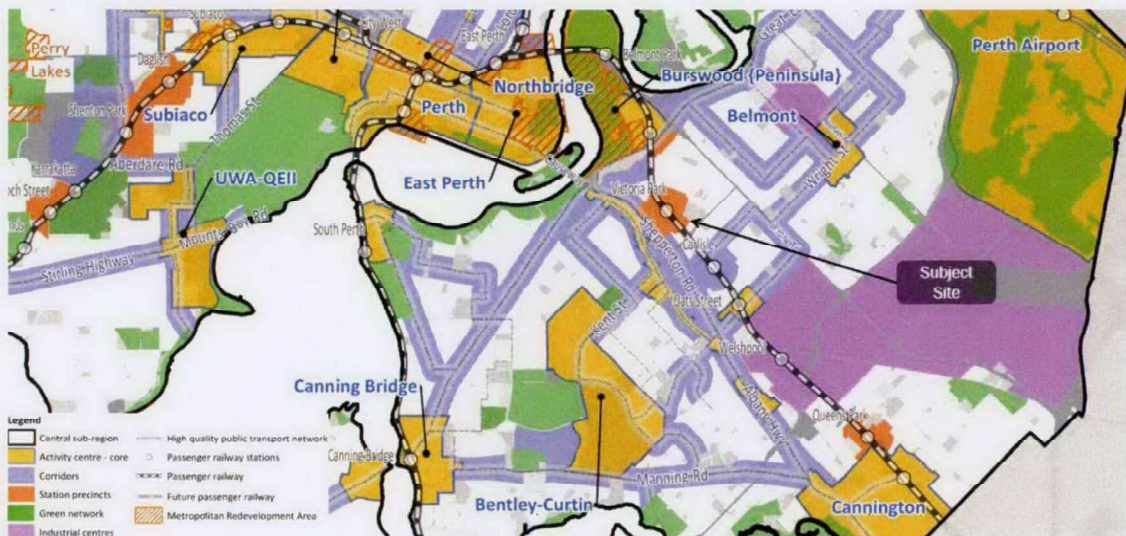 Subiaco
City West
East Perth
Great
Perry
Lakes
Daglish
Belmont Park
Perth Airport
Northbridge
Burswood {Peninsula}
Shenton Park
Subiaco
Thomas St
Perth
Belmont
Karrakatta
Aberdare Rd
Wright St
och Street
UWA-QEII
East Perth
Victoria Park
Mounts Bay Rd
South Perth
Shepperton Rd
Carlisle
Stirling Highway
Subject
Site
Oats Street
Kent St
Welshpool
Canning Bridge
Albany Hwy
Queens Park
Canning Bridge
Manning Rd
Bentley-Curtin
Cannington
Legend
Central sub-region
Activity centre - core
Corridors
Station precincts
Green network
Industrial centres
High quality public transport network
Passenger railway stations
Passenger railway
Future passenger railway
Metropolitan Redevelopment Area